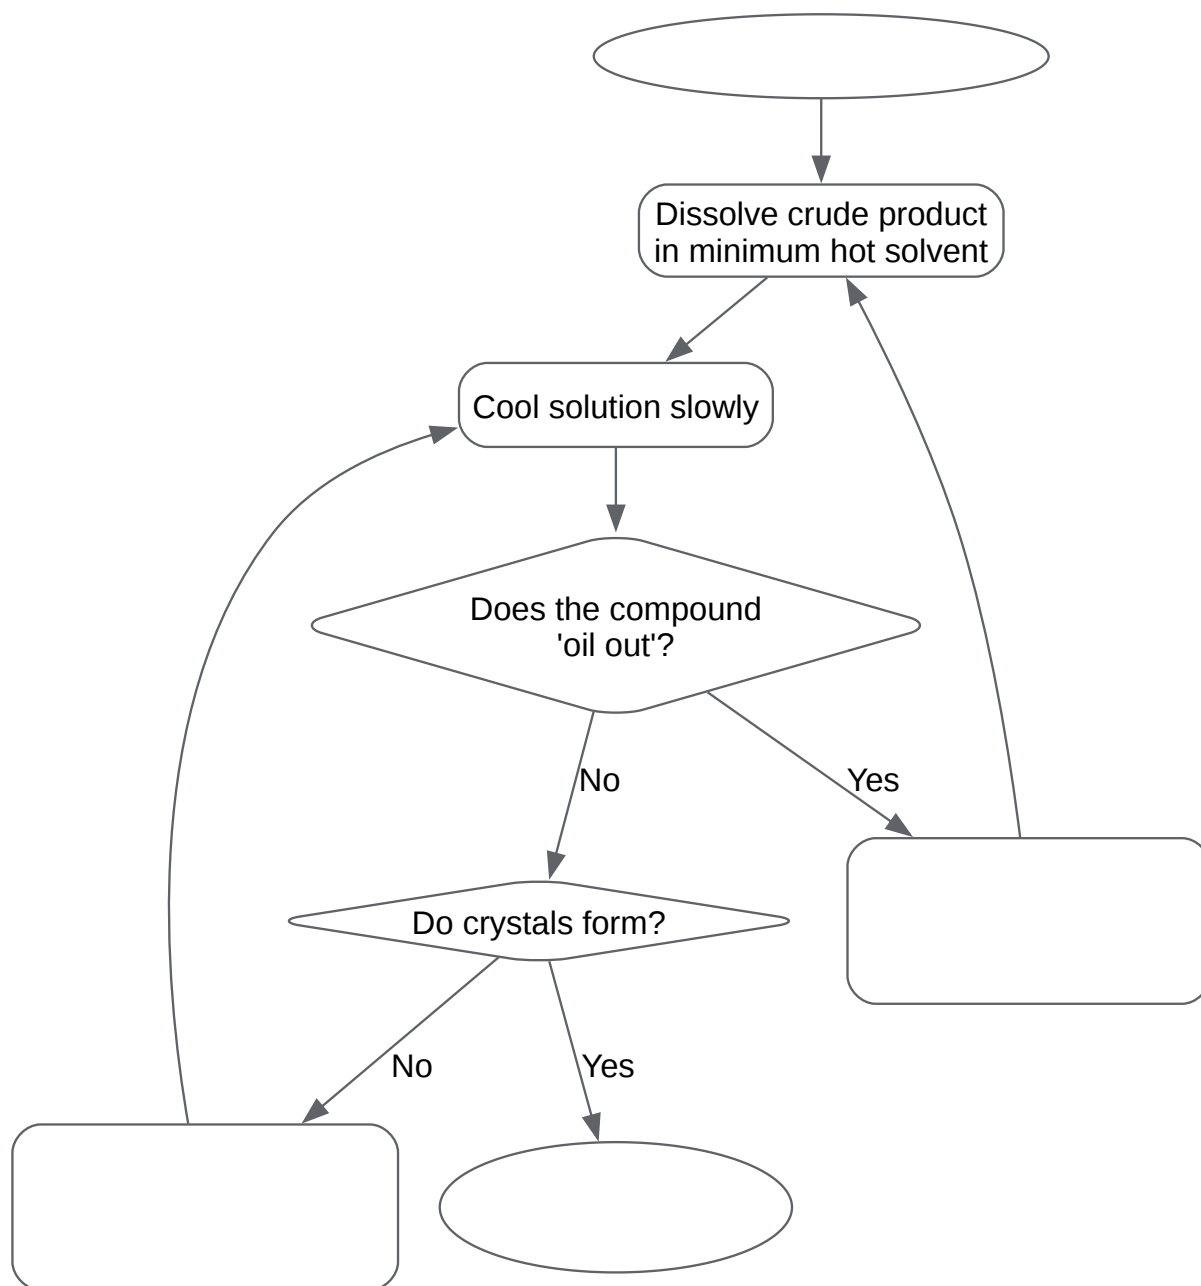 Dissolve crude product
in minimum hot solvent
Cool solution slowly
Does the compound
'oil out'?
No
Yes
Do crystals form?
No
Yes